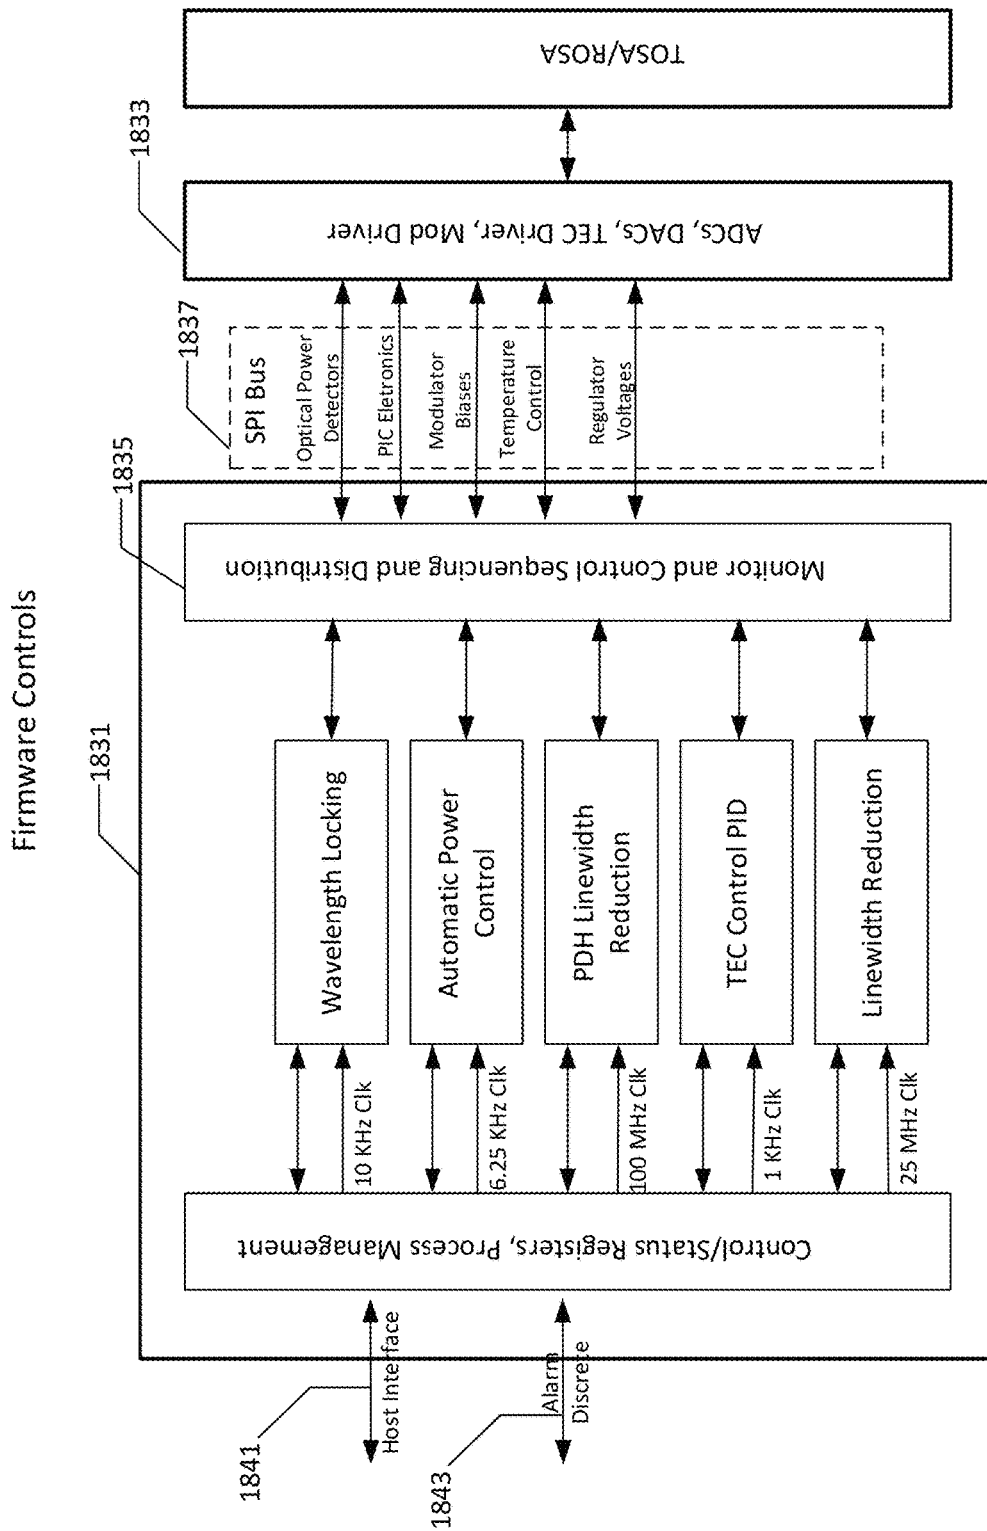 Firmware Controls
1831
1835
1837
1833
1841
Host Interface
1843
Alarm
Discrete
Control/Status Registers, Process Management
10 KHz Clk
6.25 KHz Clk
100 MHz Clk
1 KHz Clk
25 MHz Clk
Wavelength Locking
Automatic Power
Control
PDH Linewidth
Reduction
TEC Control PID
Linewidth Reduction
Monitor and Control Sequencing and Distribution
SPI Bus
Optical Power
Detectors
PIC Eletronics
Modulator
Biases
Temperature
Control
Regulator
Voltages
ADCs, DACs, TEC Driver, Mod Driver
TOSA/ROSA